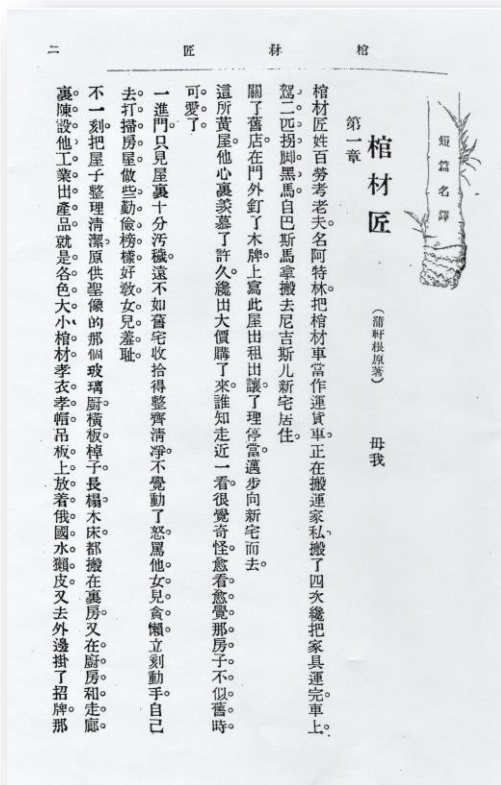 棺材匠
二
短篇名譯
棺材匠
(蒲軒根原著)
毋我
第一章
棺材匠姓百勞考老夫。名阿特林。把棺材車當作運貨車。正在搬運家私。搬了四次。纔把家具運完。車上。
駕二匹拐脚黑馬。自巴斯馬拿搬去尼吉斯儿新宅居住。
關了舊店。在門外釘了木牌。上寫此屋出租出讓。了理停當。邁步向新宅而去。
這所黃屋。他心裏羨慕了許久。纔出大價購了來。誰知走近一看。很覺奇怪。愈看愈覺那房子不似舊時。
可愛了。
一進門。只見屋裏十分汚穢。遠不如舊宅收拾得整齊清凈。不覺動了怒。罵他女兒貪懶。立刻動手。自己
去打掃房屋。做些勤儉榜樣。好敎女兒羞耻
不一刻。把屋子整理清潔。原供聖像的那個玻璃厨。橫板棹子。長榻。木床。都搬在裏房。又在廚房和走廊。
裏陳設他工業出產品。就是各色大小棺材。孝衣孝帽。吊板上放着俄國水獺皮。又去外邊掛了招牌。那